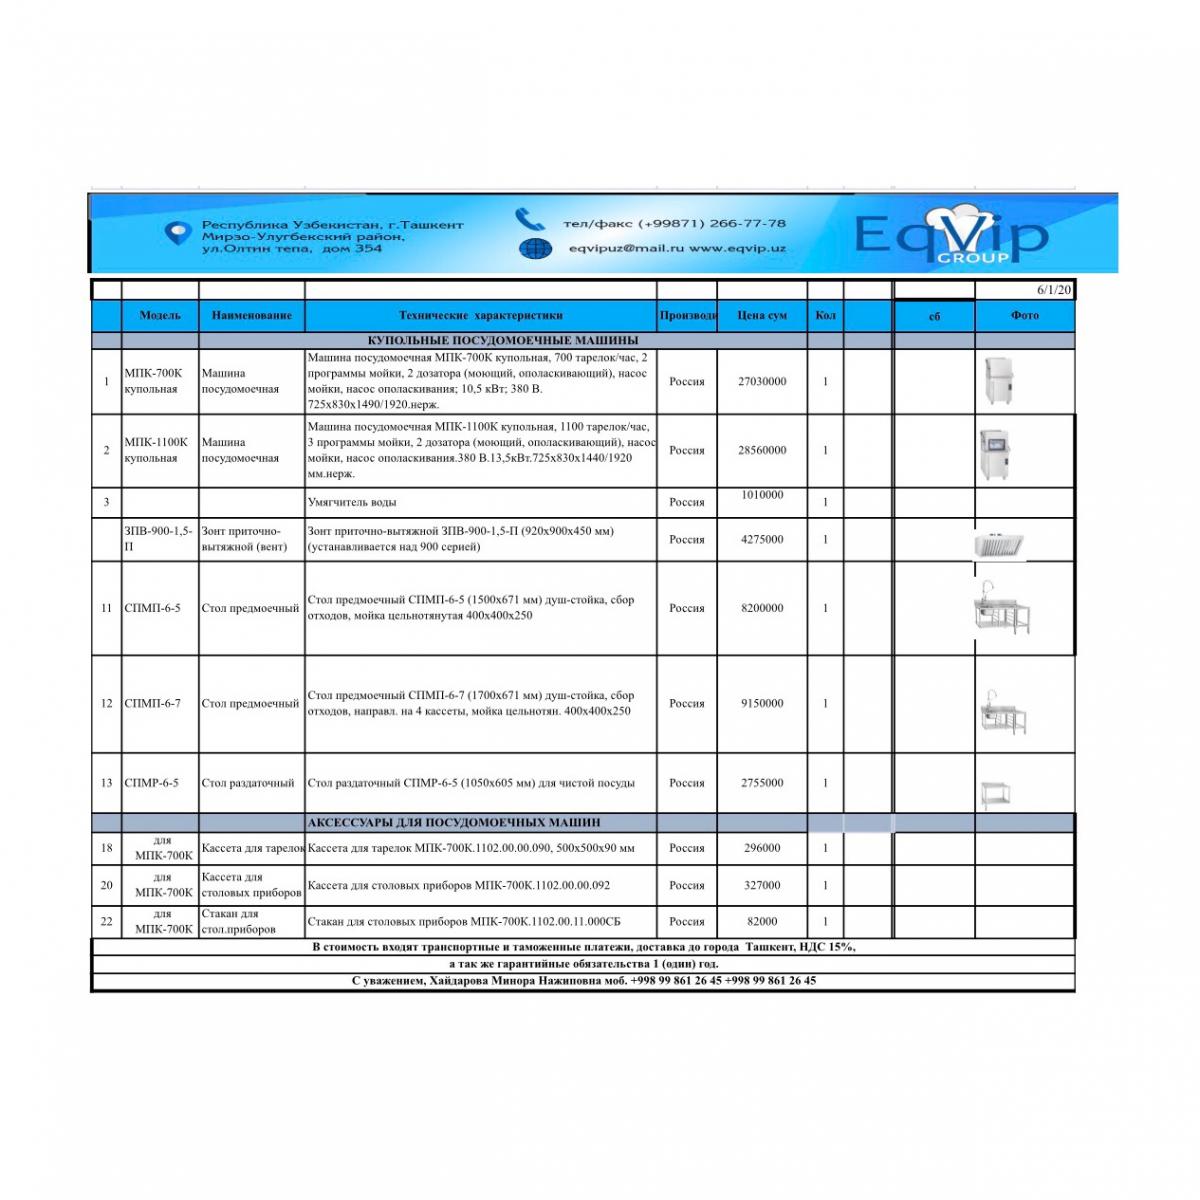 Республика Узбекистан, г.Ташкент
Мирзо-Улугбекский район,
ул.Олтин тепа, дом 354
тел/факс (+99871) 266-77-78
eqvipuz@mail.ru www.eqvip.uz
EqVip
GROUP
6/1/20
Модель Наименование Технические характеристики Производи Цена сум Кол сб Фото
КУПОЛЬНЫЕ ПОСУДОМОЕЧНЫЕ МАШИНЫ
1
МПК-700К
купольная
Машина
посудомоечная
Машина посудомоечная МПК-700К купольная, 700 тарелок/час, 2
программы мойки, 2 дозатора (моющий, ополаскивающий), насос
мойки, насос ополаскивания; 10,5 кВт; 380 В.
725х830х1490/1920.нерж.
Россия
27030000
1
2
МПК-1100К
купольная
Машина
посудомоечная
Машина посудомоечная МПК-1100К купольная, 1100 тарелок/час,
3 программы мойки, 2 дозатора (моющий, ополаскивающий), насос
мойки, насос ополаскивания.380 В.13,5кВт.725х830х1440/1920
мм.нерж.
Россия
28560000
1
3
Умягчитель воды
Россия
1010000
1
ЗПВ-900-1,5-
П
Зонт приточно-
вытяжной (вент)
Зонт приточно-вытяжной ЗПВ-900-1,5-П (920х900х450 мм)
(устанавливается над 900 серией)
Россия
4275000
1
11
СПМП-6-5
Стол предмоечный
Стол предмоечный СПМП-6-5 (1500х671 мм) душ-стойка, сбор
отходов, мойка цельнотянутая 400х400х250
Россия
8200000
1
12
СПМП-6-7
Стол предмоечный
Стол предмоечный СПМП-6-7 (1700х671 мм) душ-стойка, сбор
отходов, направл. на 4 кассеты, мойка цельнотян. 400х400х250
Россия
9150000
1
13
СПМР-6-5
Стол раздаточный
Стол раздаточный СПМР-6-5 (1050х605 мм) для чистой посуды
Россия
2755000
1
АКСЕССУАРЫ ДЛЯ ПОСУДОМОЕЧНЫХ МАШИН
18
для
МПК-700К
Кассета для тарелок
Кассета для тарелок МПК-700К.1102.00.00.090, 500х500х90 мм
Россия
296000
1
20
для
МПК-700К
Кассета для
столовых приборов
Кассета для столовых приборов МПК-700К.1102.00.00.092
Россия
327000
1
22
для
МПК-700К
Стакан для
стол.приборов
Стакан для столовых приборов МПК-700К.1102.00.11.000СБ
Россия
82000
1
В стоимость входят транспортные и таможенные платежи, доставка до города Ташкент, НДС 15%,
а так же гарантийные обязательства 1 (один) год.
С уважением, Хайдарова Минора Нажиповна моб. +998 99 861 26 45 +998 99 861 26 45